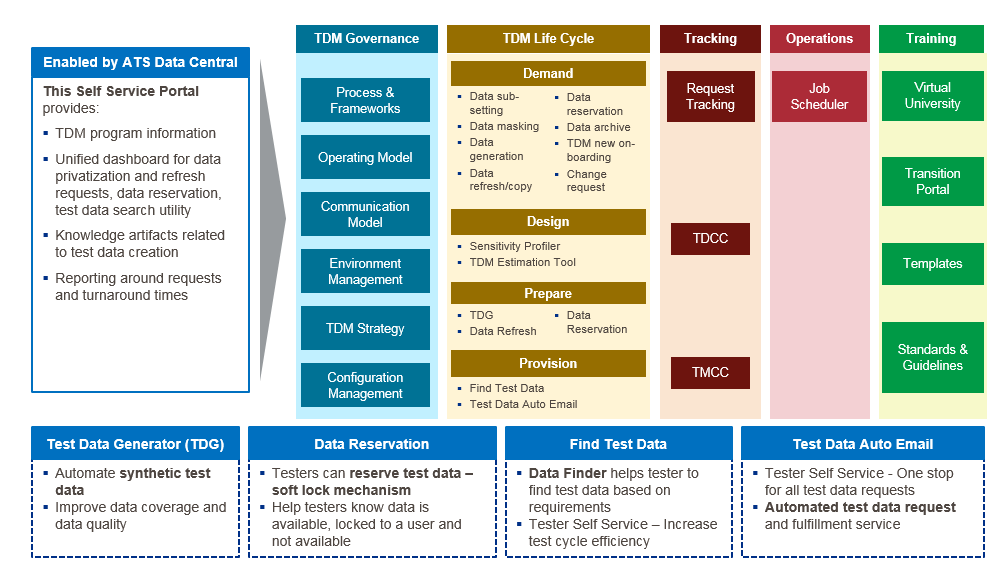 Enabled by ATS Data Central
This Self Service Portal
provides:
▪ TDM program information
▪ Unified dashboard for data
privatization and refresh
requests, data reservation,
test data search utility
▪ Knowledge artifacts related
to test data creation
▪ Reporting around requests
and turnaround times
TDM Governance
Process &
Frameworks
Operating Model
Communication
Model
Environment
Management
TDM Strategy
Configuration
Management
TDM Life Cycle
Demand
▪ Data sub-
setting
▪ Data masking
▪ Data
generation
▪ Data
refresh/copy
▪ Data
reservation
▪ Data archive
▪ TDM new on-
boarding
▪ Change
request
Design
▪ Sensitivity Profiler
▪ TDM Estimation Tool
Prepare
▪ TDG
▪ Data Refresh
▪ Data
Reservation
Provision
▪ Find Test Data
▪ Test Data Auto Email
Tracking
Request
Tracking
TDCC
TMCC
Operations
Job
Scheduler
Training
Virtual
University
Transition
Portal
Templates
Standards &
Guidelines
Test Data Generator (TDG)
▪ Automate synthetic test
data
▪ Improve data coverage and
data quality
Data Reservation
▪ Testers can reserve test data –
soft lock mechanism
▪ Help testers know data is
available, locked to a user and
not available
Find Test Data
▪ Data Finder helps tester to
find test data based on
requirements
▪ Tester Self Service – Increase
test cycle efficiency
Test Data Auto Email
▪ Tester Self Service - One stop
for all test data requests
▪ Automated test data request
and fulfillment service